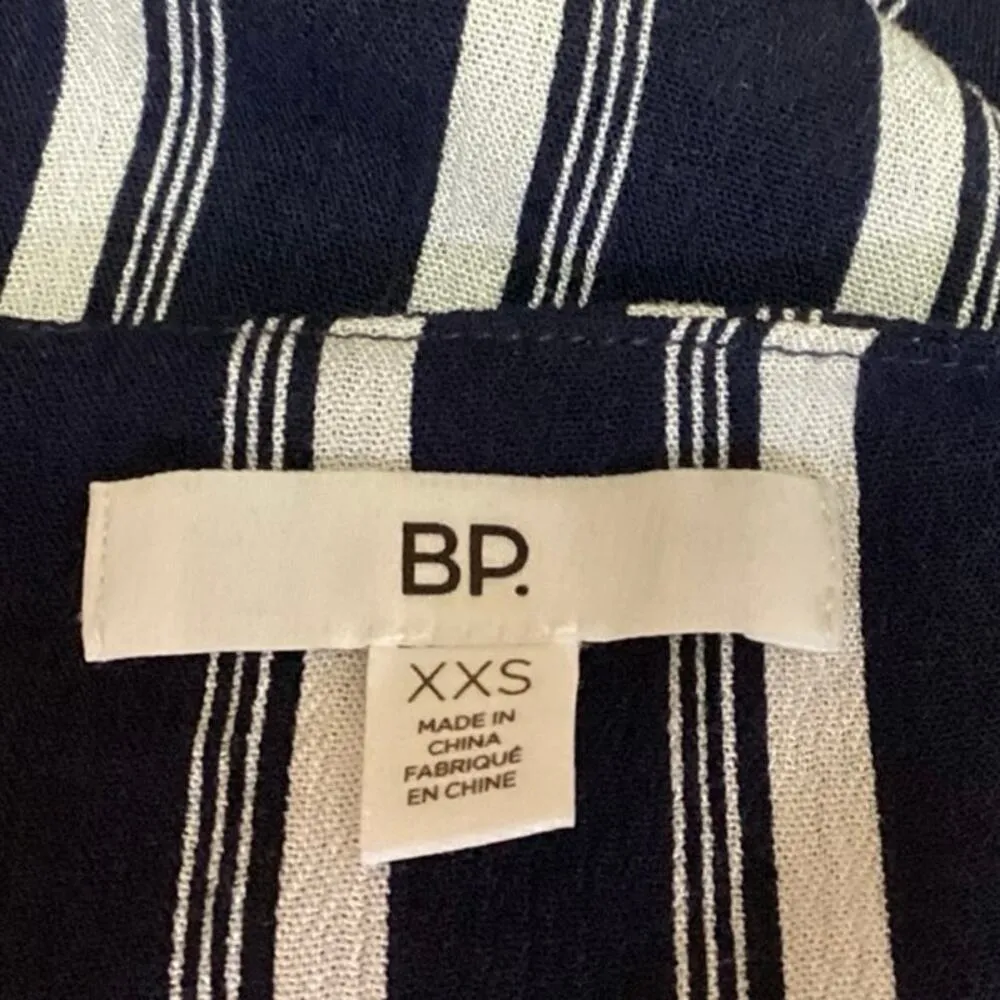 BP.
XXS
MADE IN
CHINA
FABRIQUÉ
EN CHINE